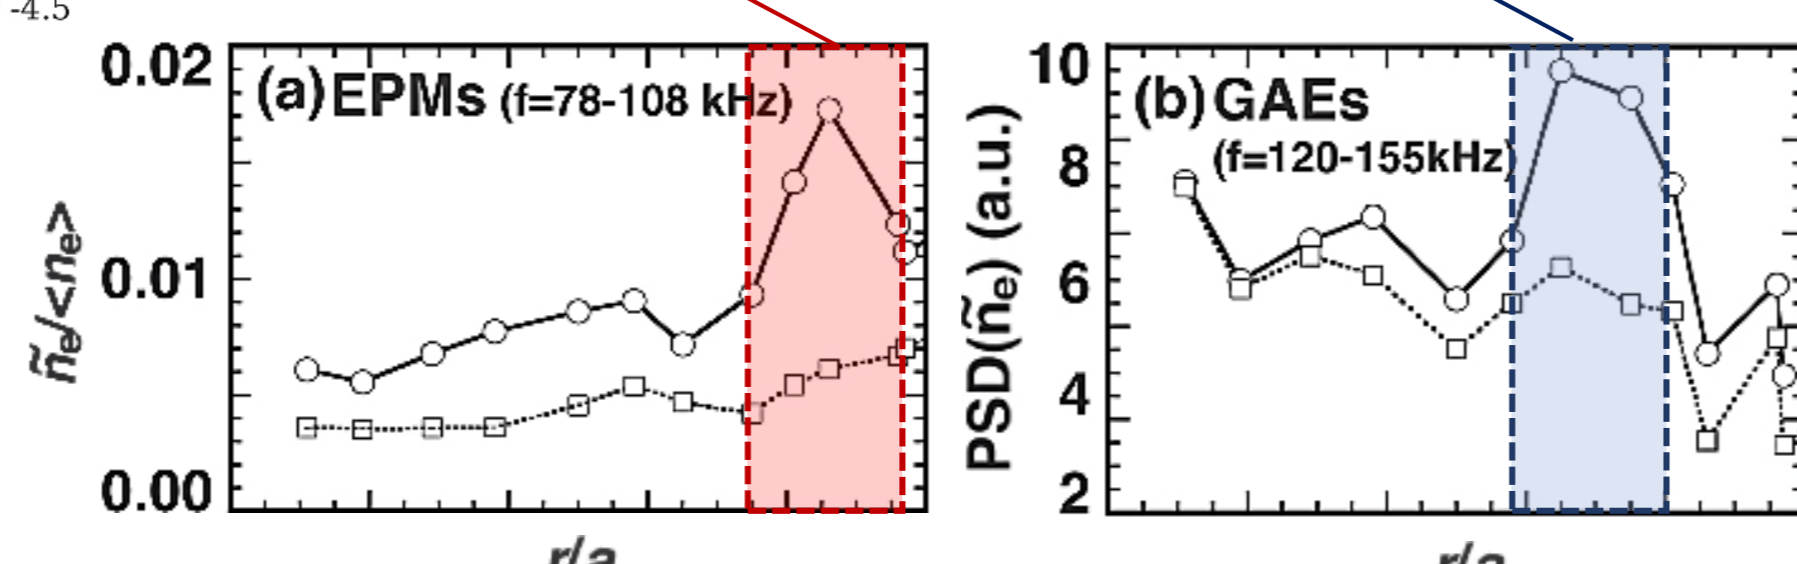 -4.5
0.02
0.01
0.00
ñe/<ne>
(a) EPMs (f=78-108 kHz)
r/a
10
8
6
4
2
PSD(ñe) (a.u.)
(b) GAEs
(f=120-155kHz)
r/a